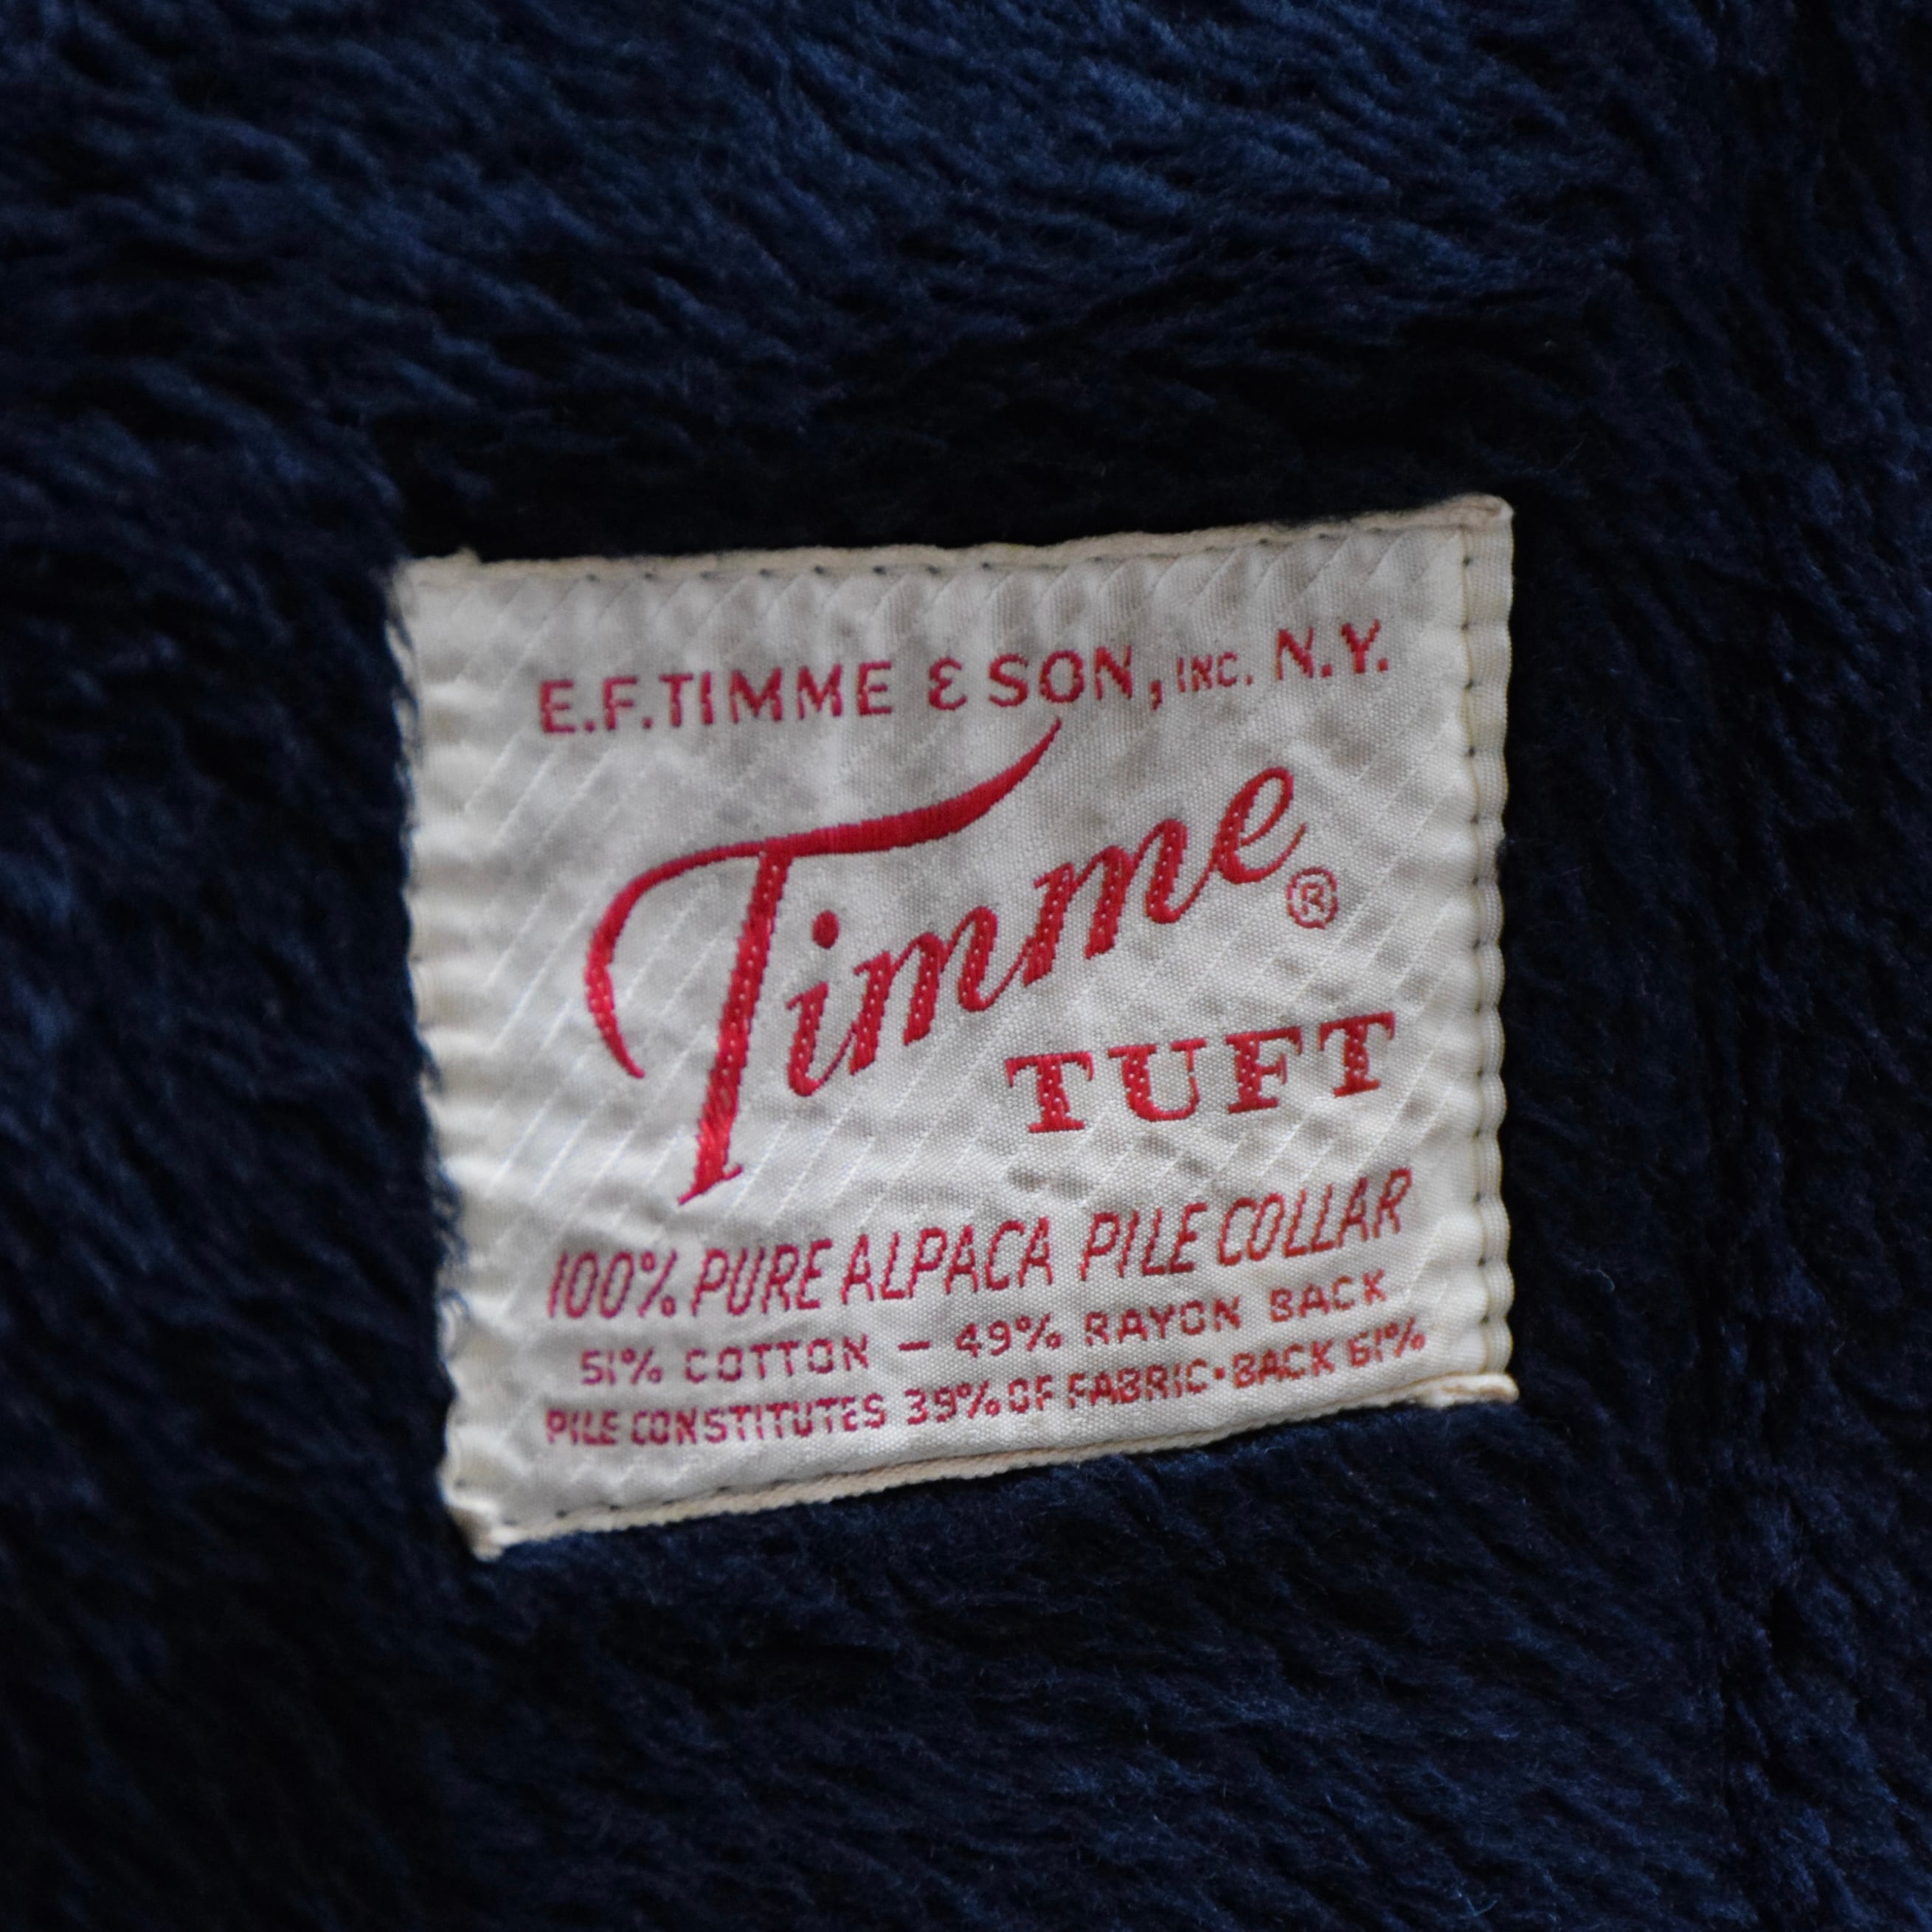 E.F. TIMME & SON, INC. N.Y.
Timme ®
TUFT
100% PURE ALPACA PILE COLLAR
51% COTTON — 49% RAYON BACK
PILE CONSTITUTES 39% OF FABRIC·BACK 61%